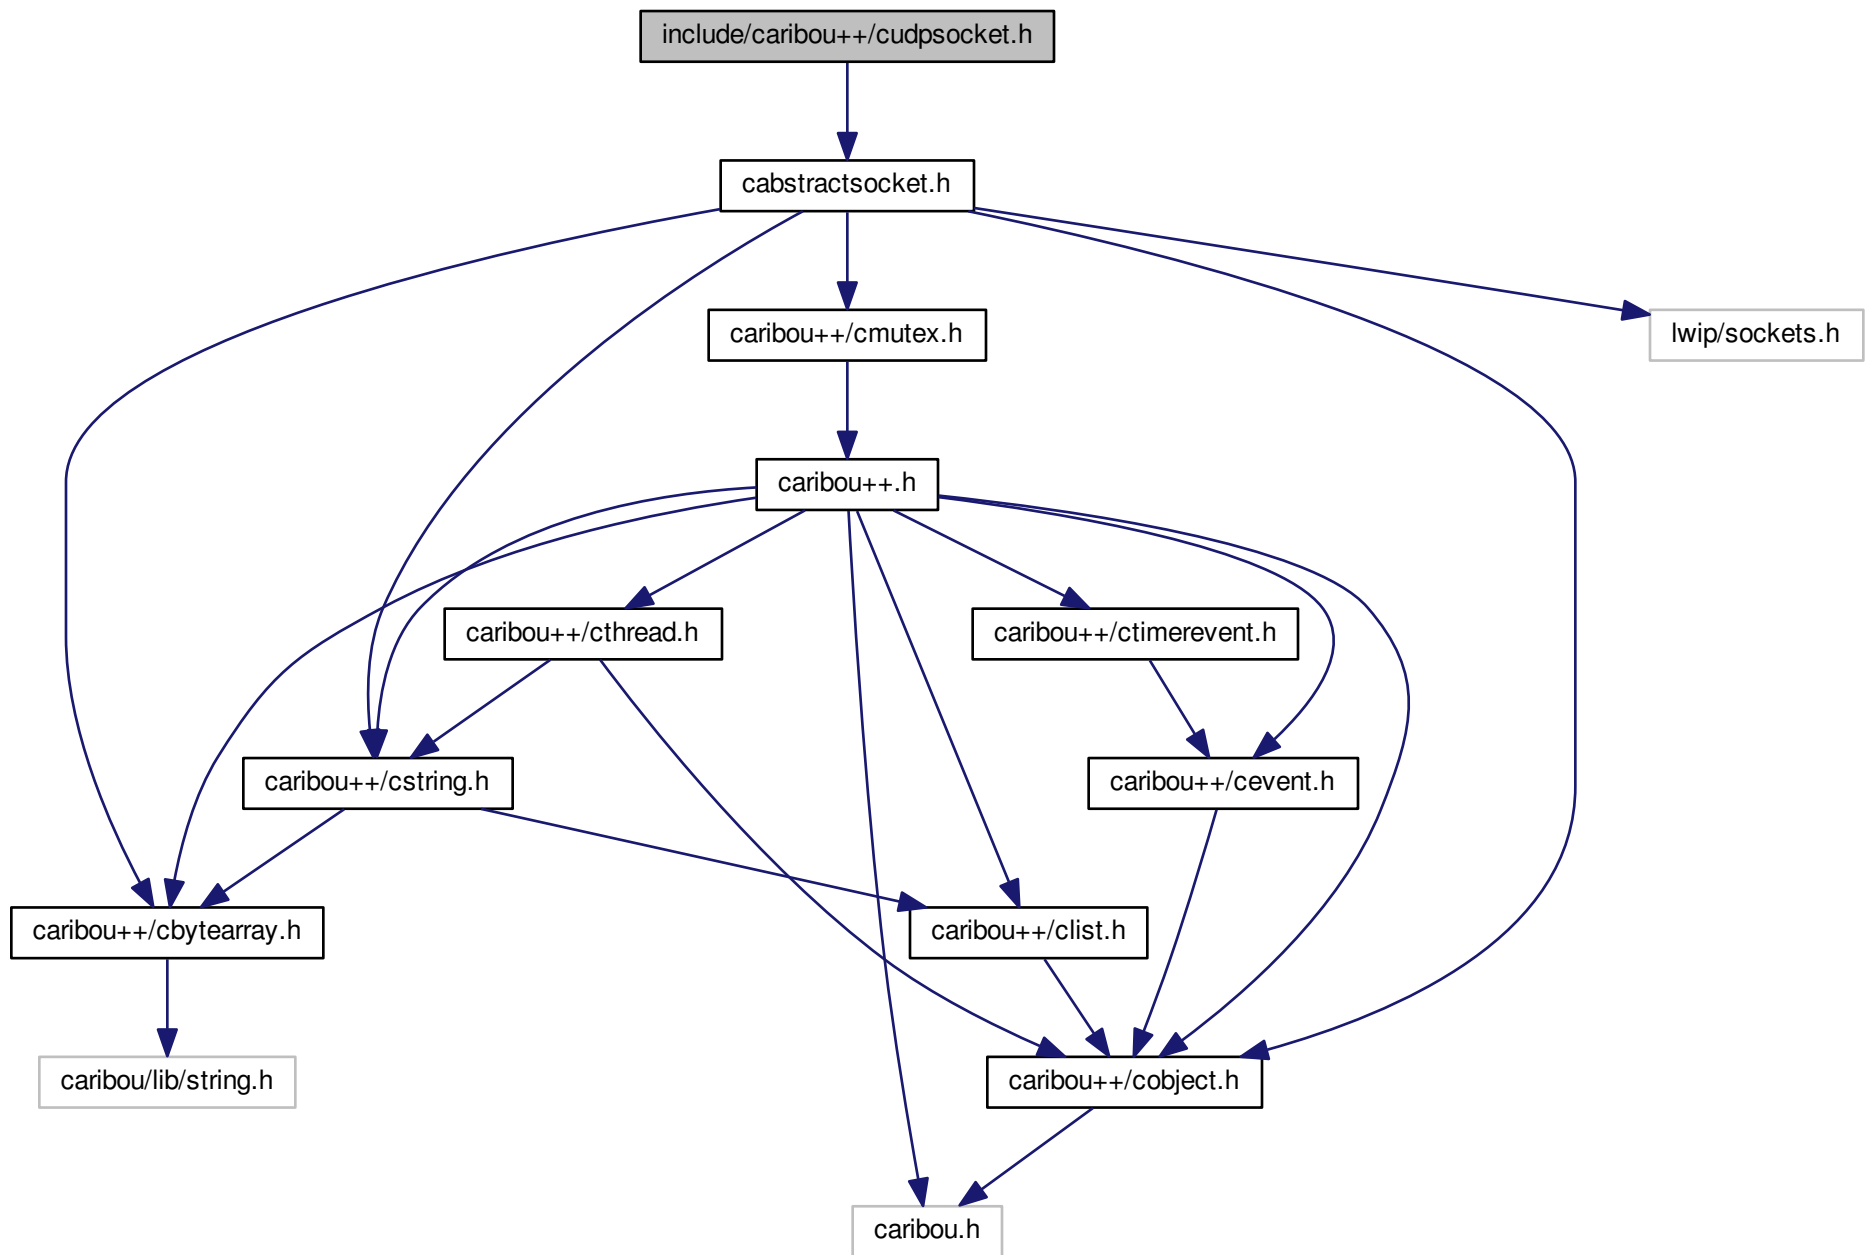 include/caribou++/cudpsocket.h
cabstractsocket.h
caribou++/cmutex.h
lwip/sockets.h
caribou++.h
caribou++/cthread.h
caribou++/ctimerevent.h
caribou++/cstring.h
caribou++/cevent.h
caribou++/cbytearray.h
caribou++/clist.h
caribou/lib/string.h
caribou++/cobject.h
caribou.h